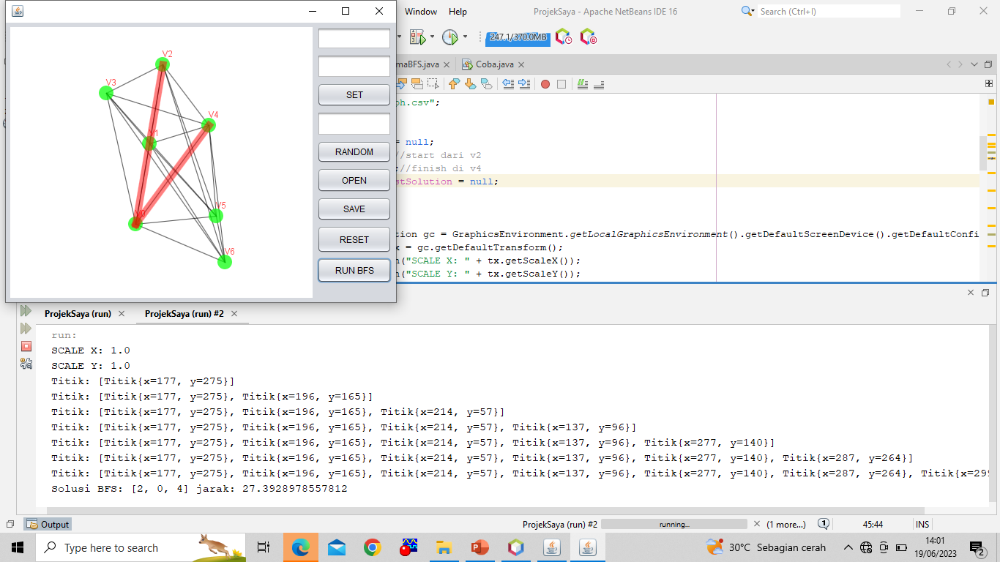 Window Help ProjekSaya - Apache NetBeans IDE 16 Search (Ctrl+I)
247.1/370.0MB
maBFS.java Coba.java
V2
V3
V4
V1
V5
V0
V6
SET
RANDOM
OPEN
SAVE
RESET
RUN BFS
ph.csv";
= null;
//start dari v2
;//finish di v4
stSolution = null;
tion gc = GraphicsEnvironment.getLocalGraphicsEnvironment().getDefaultScreenDevice().getDefaultConfi
x = gc.getDefaultTransform();
n("SCALE X: " + tx.getScaleX());
n("SCALE Y: " + tx.getScaleY());
ProjekSaya (run) ProjekSaya (run) #2
run:
SCALE X: 1.0
SCALE Y: 1.0
Titik: [Titik{x=177, y=275}]
Titik: [Titik{x=177, y=275}, Titik{x=196, y=165}]
Titik: [Titik{x=177, y=275}, Titik{x=196, y=165}, Titik{x=214, y=57}]
Titik: [Titik{x=177, y=275}, Titik{x=196, y=165}, Titik{x=214, y=57}, Titik{x=137, y=96}]
Titik: [Titik{x=177, y=275}, Titik{x=196, y=165}, Titik{x=214, y=57}, Titik{x=137, y=96}, Titik{x=277, y=140}]
Titik: [Titik{x=177, y=275}, Titik{x=196, y=165}, Titik{x=214, y=57}, Titik{x=137, y=96}, Titik{x=277, y=140}, Titik{x=287, y=264}]
Titik: [Titik{x=177, y=275}, Titik{x=196, y=165}, Titik{x=214, y=57}, Titik{x=137, y=96}, Titik{x=277, y=140}, Titik{x=287, y=264}, Titik{x=299
Solusi BFS: [2, 0, 4] jarak: 27.3928978557812
Output ProjekSaya (run) #2 running... (1 more...) 1 45:44 INS
Type here to search 30°C Sebagian cerah 14:01
19/06/2023 2